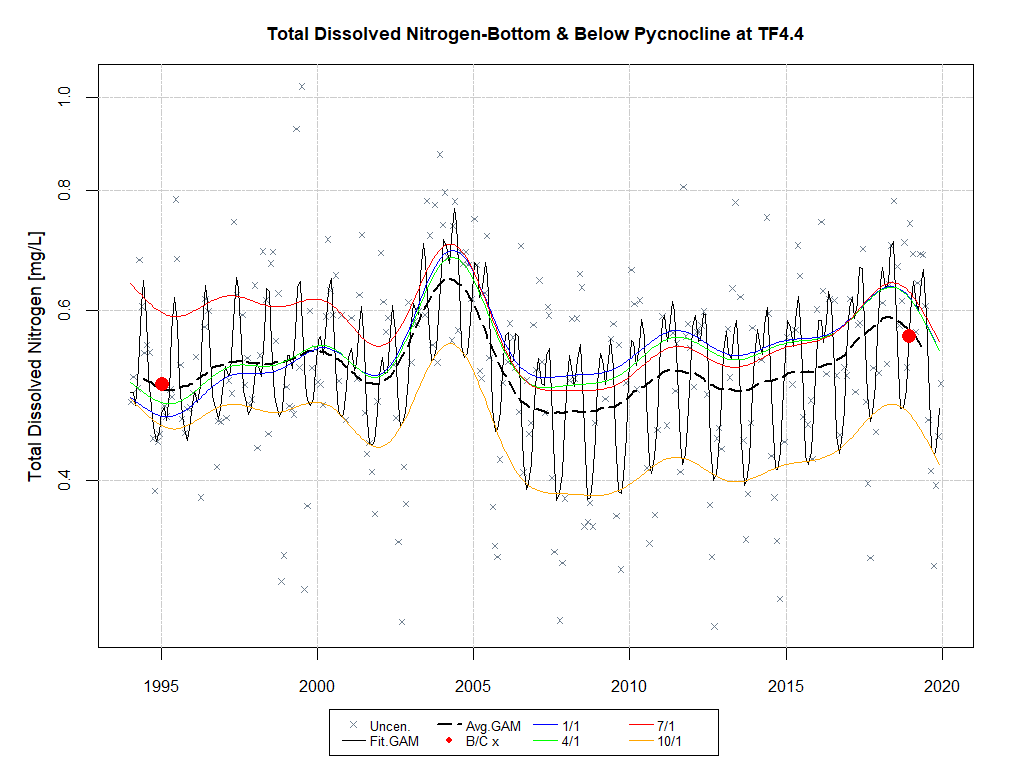 Total Dissolved Nitrogen-Bottom & Below Pycnocline at TF4.4
Total Dissolved Nitrogen [mg/L]
1.0
0.8
0.6
0.4
1995 2000 2005 2010 2015 2020
Uncen. Avg.GAM 1/1 7/1
Fit.GAM B/C x 4/1 10/1